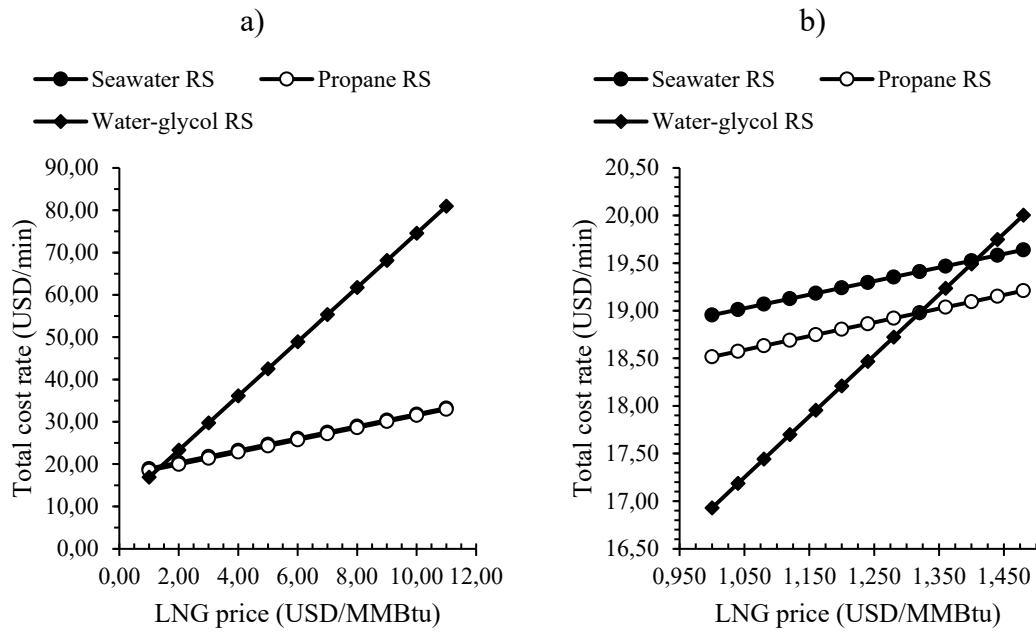 a)
Seawater RS
Propane RS
Water-glycol RS
Total cost rate (USD/min)
90,00
80,00
70,00
60,00
50,00
40,00
30,00
20,00
10,00
0,00
0,00 2,00 4,00 6,00 8,00 10,00 12,00
LNG price (USD/MMBtu)
b)
Seawater RS
Propane RS
Water-glycol RS
Total cost rate (USD/min)
20,50
20,00
19,50
19,00
18,50
18,00
17,50
17,00
16,50
0,950 1,050 1,150 1,250 1,350 1,450
LNG price (USD/MMBtu)